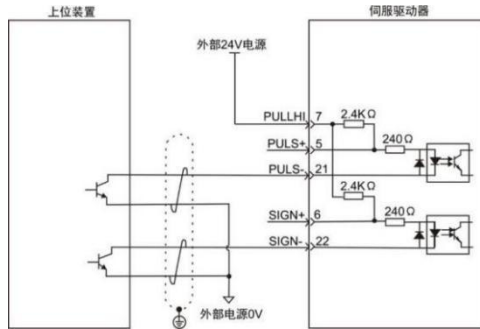 上位装置
伺服驱动器
外部24V电源
PULLHI 7
2.4KΩ
PULS+ 5
240Ω
PULS- 21
2.4KΩ
SIGN+ 6
240Ω
SIGN- 22
外部电源0V